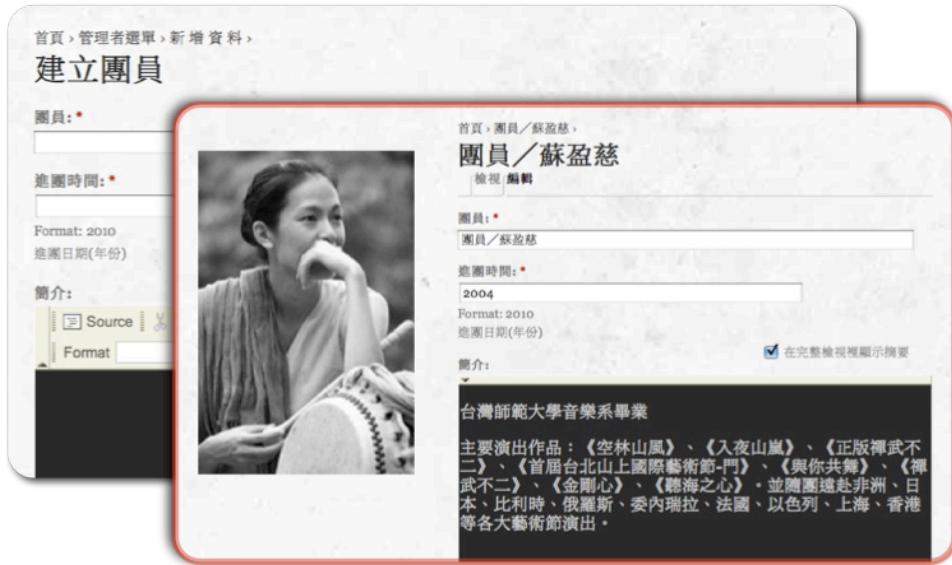 首頁 › 管理者選單 › 新 增 資 料 ›
建立團員
團員: *
進團時間: *
Format: 2010
進團日期(年份)
簡介:
Source
Format
首頁 › 團員／蘇盈慈 ›
團員／蘇盈慈
檢視 編輯
團員: *
團員／蘇盈慈
進團時間: *
2004
Format: 2010
進團日期(年份)
在完整檢視裡顯示摘要
簡介:
台灣師範大學音樂系畢業
主要演出作品：《空林山風》、《入夜山嵐》、《正版禪武不
二》、《首屆台北山上國際藝術節-門》、《與你共舞》、《禪
武不二》、《金剛心》、《聽海之心》。並隨團遠赴非洲、日
本、比利時、俄羅斯、委內瑞拉、法國、以色列、上海、香港
等各大藝術節演出。